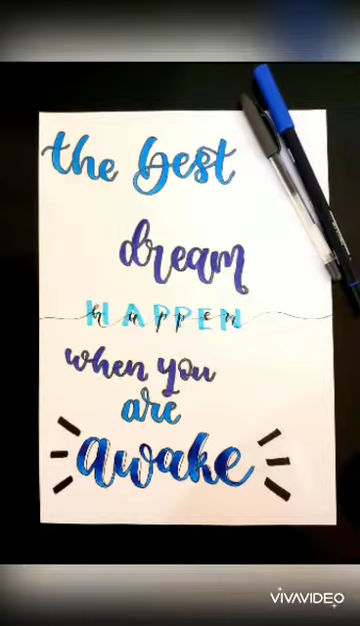 the best
dream
HAPPEN
happen
when you
are
awake
VIVAVIDEO